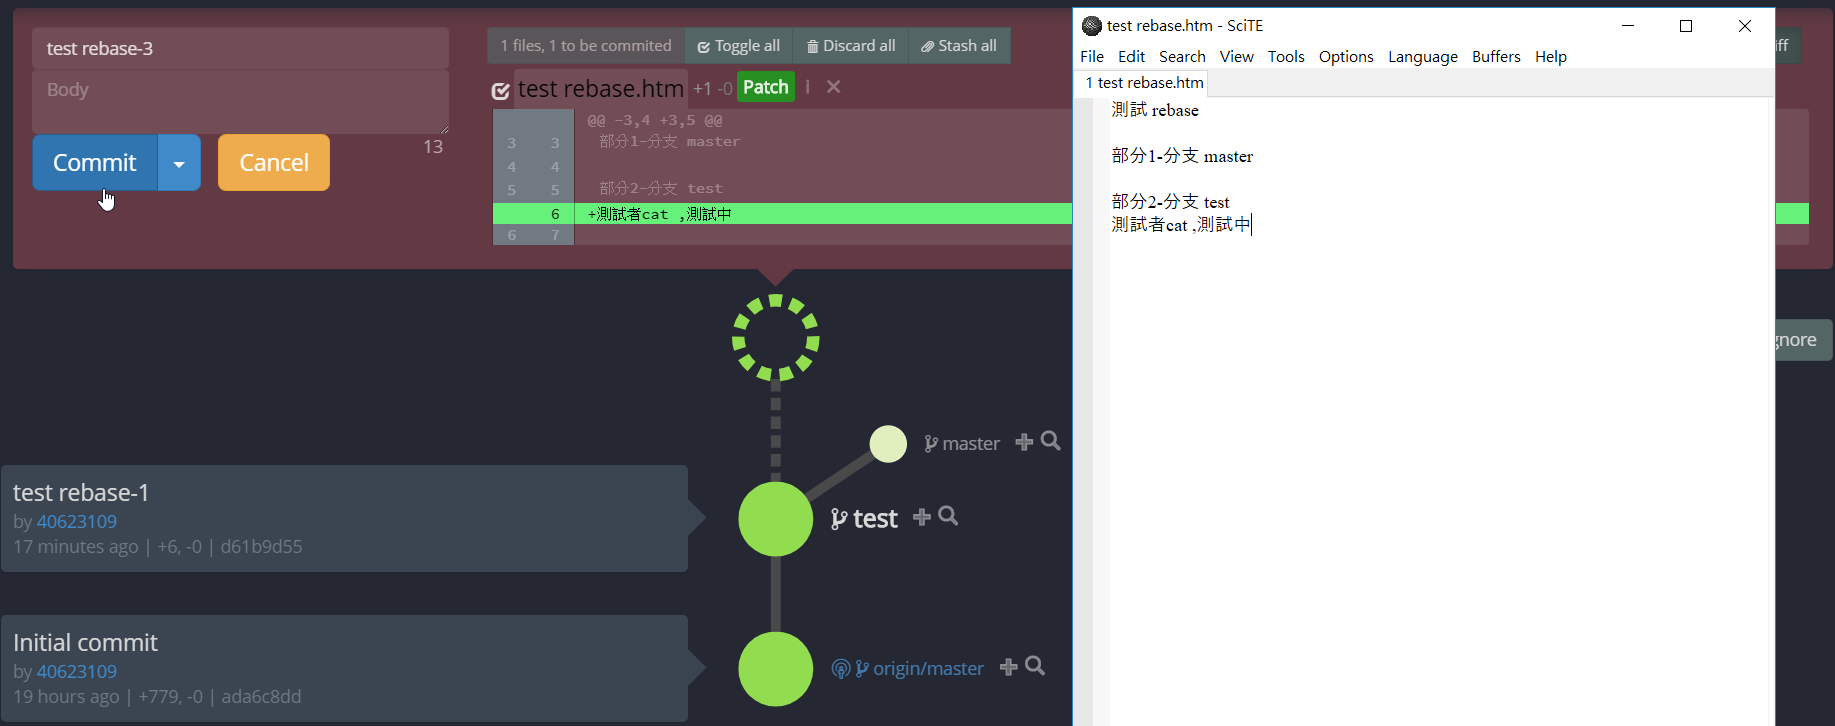 test rebase-3
Body
Commit
Cancel
13
1 files, 1 to be commited
Toggle all
Discard all
Stash all
test rebase.htm +1 -0 Patch i
@@ -3,4 +3,5 @@
3 3 部分1-分支 master
4 4
5 5 部分2-分支 test
6 +測試者cat ,測試中
6 7
iff
gnore
master
test rebase-1
by 40623109
17 minutes ago | +6, -0 | d61b9d55
test
Initial commit
by 40623109
19 hours ago | +779, -0 | ada6c8dd
origin/master
test rebase.htm - SciTE
File Edit Search View Tools Options Language Buffers Help
1 test rebase.htm
測試 rebase
部分1-分支 master
部分2-分支 test
測試者cat ,測試中